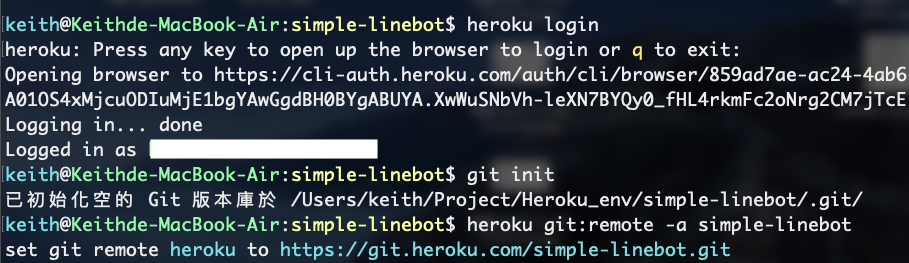 keith@Keithde-MacBook-Air:simple-linebot$ heroku login
heroku: Press any key to open up the browser to login or q to exit:
Opening browser to https://cli-auth.heroku.com/auth/cli/browser/859ad7ae-ac24-4ab6
A01OS4xMjcuODIuMjE1bgYAwGgdBH0BYgABUYA.XwWuSNbVh-leXN7BYQy0_fHL4rkmFc2oNrg2CM7jTcE
Logging in... done
Logged in as
keith@Keithde-MacBook-Air:simple-linebot$ git init
已初始化空的 Git 版本庫於 /Users/keith/Project/Heroku_env/simple-linebot/.git/
keith@Keithde-MacBook-Air:simple-linebot$ heroku git:remote -a simple-linebot
set git remote heroku to https://git.heroku.com/simple-linebot.git